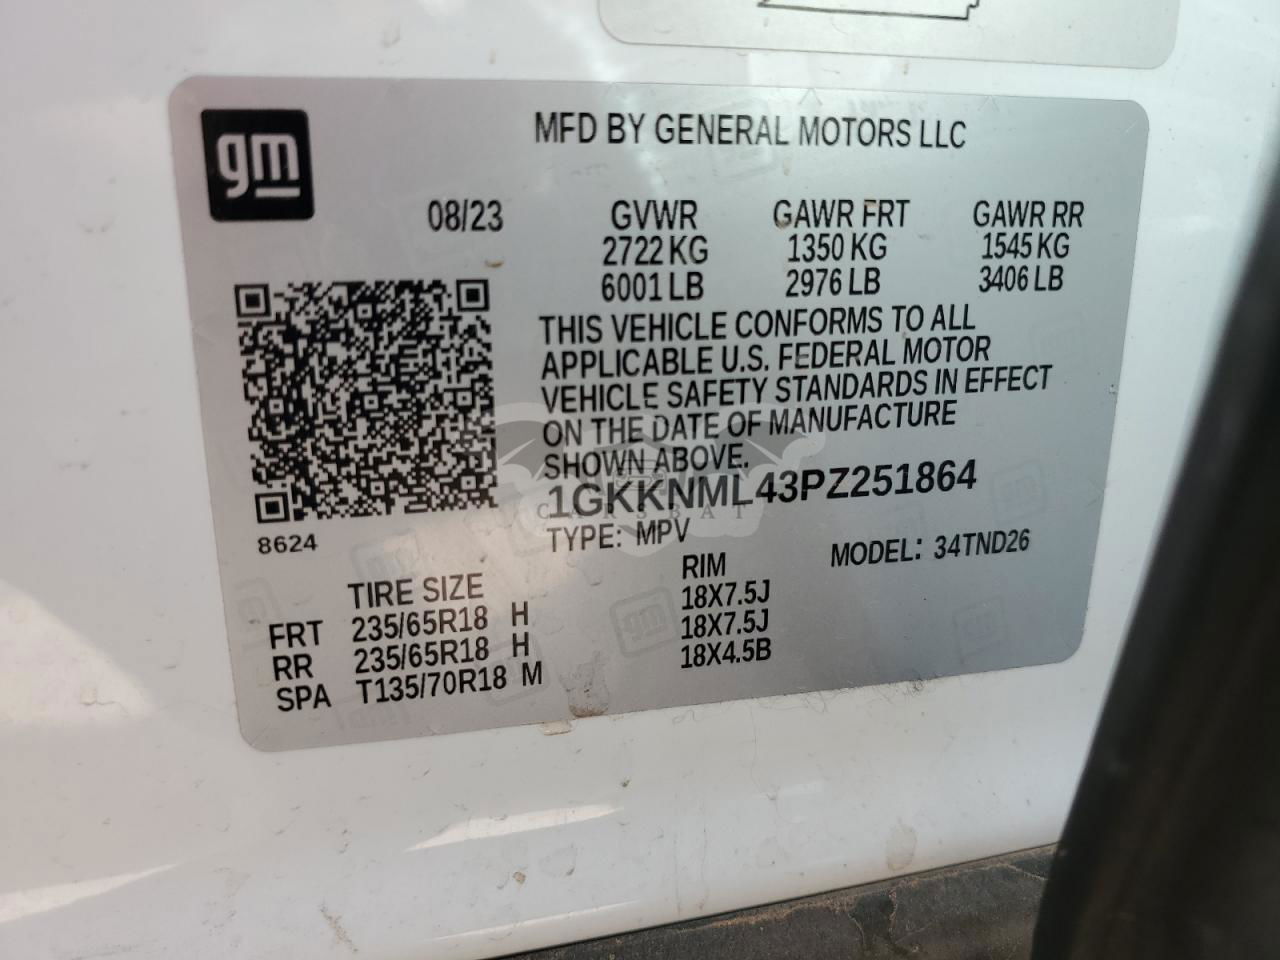 gm
MFD BY GENERAL MOTORS LLC
08/23 GVWR GAWR FRT GAWR RR
2722 KG 1350 KG 1545 KG
6001 LB 2976 LB 3406 LB
THIS VEHICLE CONFORMS TO ALL
APPLICABLE U.S. FEDERAL MOTOR
VEHICLE SAFETY STANDARDS IN EFFECT
ON THE DATE OF MANUFACTURE
SHOWN ABOVE.
1GKKNML43PZ251864
CARSBAT
8624
TYPE: MPV MODEL: 34TND26
TIRE SIZE RIM
FRT 235/65R18 H 18X7.5J
RR 235/65R18 H 18X7.5J
SPA T135/70R18 M 18X4.5B